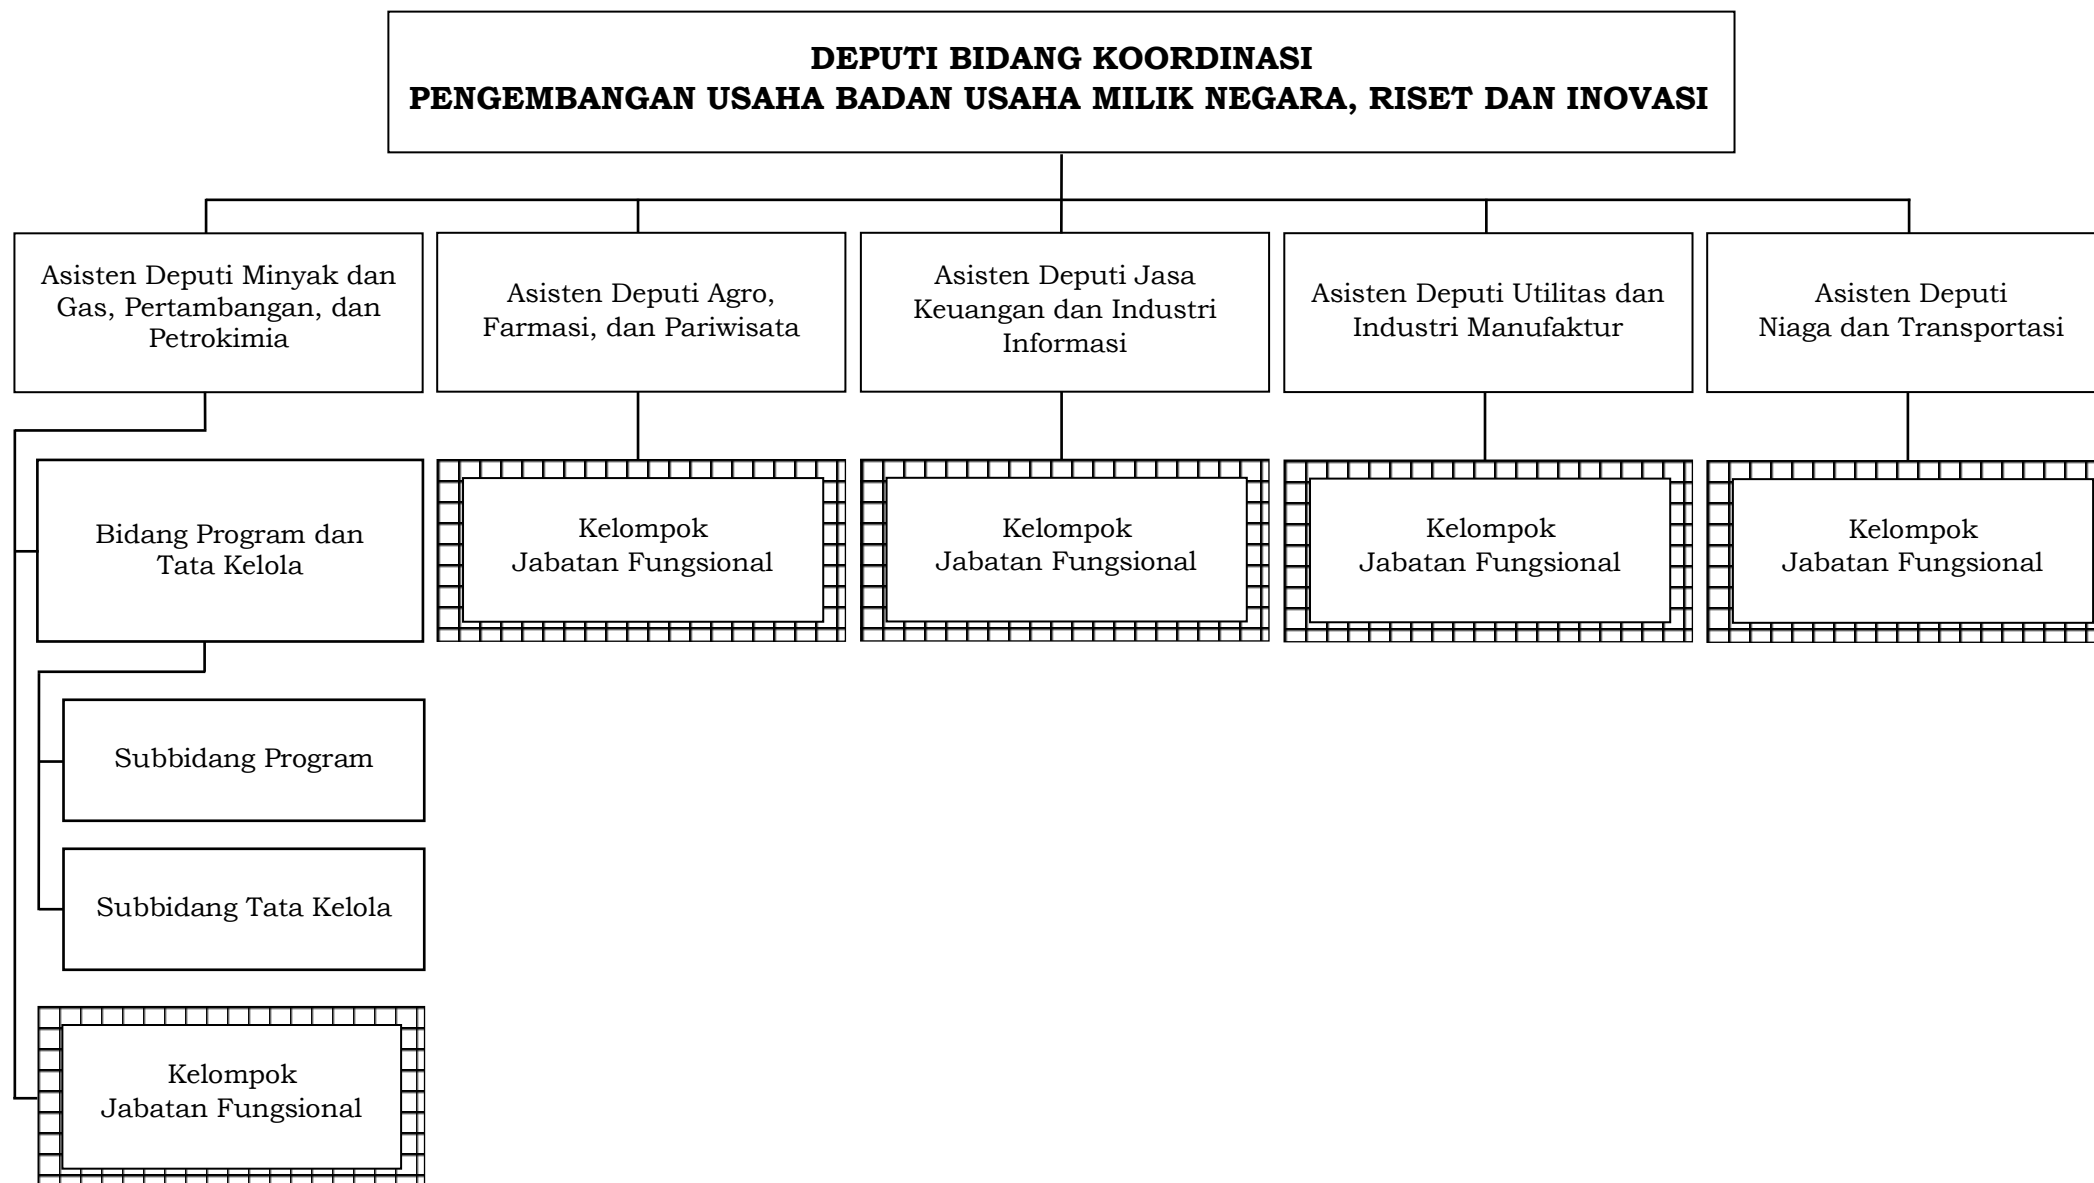 DEPUTI BIDANG KOORDINASI
PENGEMBANGAN USAHA BADAN USAHA MILIK NEGARA, RISET DAN INOVASI
Asisten Deputi Minyak dan
Gas, Pertambangan, dan
Petrokimia
Asisten Deputi Agro,
Farmasi, dan Pariwisata
Asisten Deputi Jasa
Keuangan dan Industri
Informasi
Asisten Deputi Utilitas dan
Industri Manufaktur
Asisten Deputi
Niaga dan Transportasi
Bidang Program dan
Tata Kelola
Kelompok
Jabatan Fungsional
Kelompok
Jabatan Fungsional
Kelompok
Jabatan Fungsional
Kelompok
Jabatan Fungsional
Subbidang Program
Subbidang Tata Kelola
Kelompok
Jabatan Fungsional